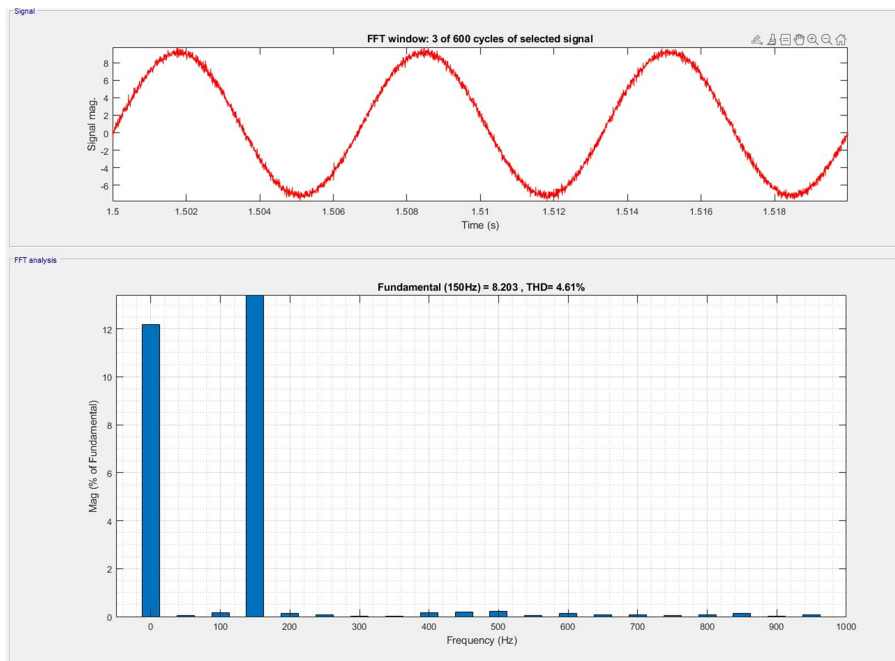 Signal
FFT window: 3 of 600 cycles of selected signal
8
6
4
2
0
-2
-4
-6
Signal mag.
1.5 1.502 1.504 1.506 1.508 1.51 1.512 1.514 1.516 1.518
Time (s)
FFT analysis
Fundamental (150Hz) = 8.203 , THD= 4.61%
12
10
8
6
4
2
0
Mag (% of Fundamental)
0 100 200 300 400 500 600 700 800 900 1000
Frequency (Hz)